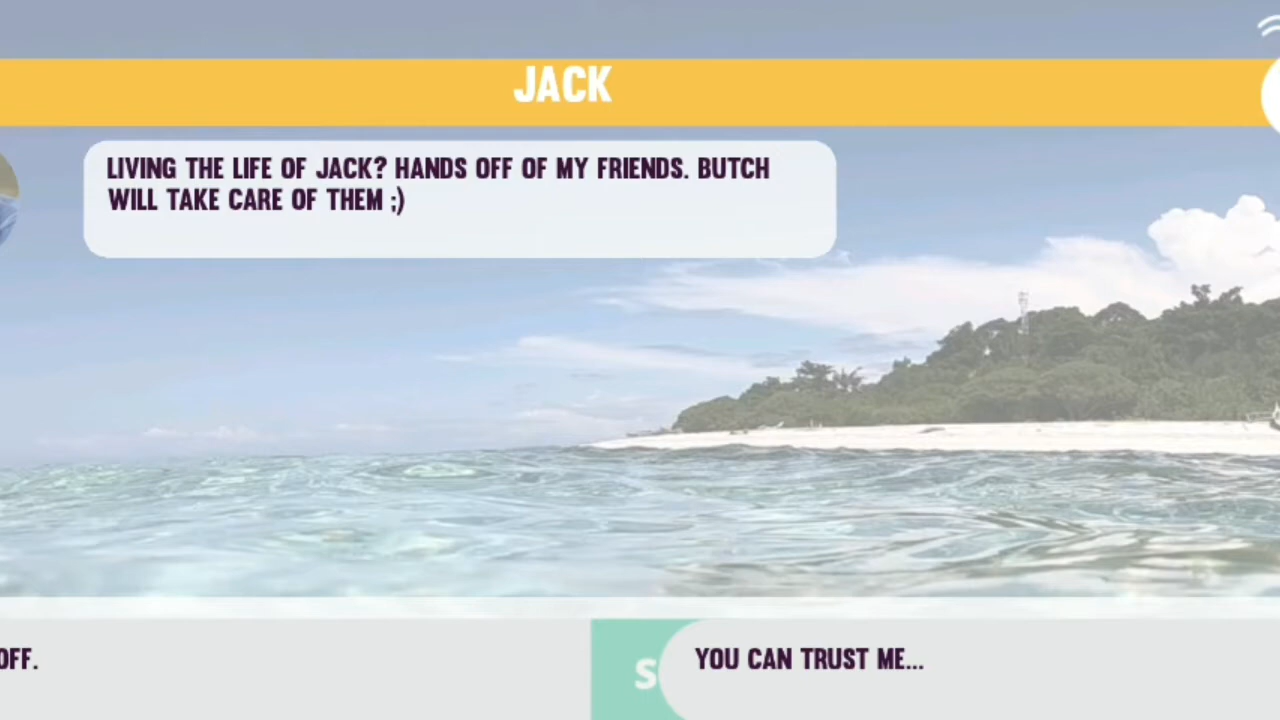 JACK
LIVING THE LIFE OF JACK? HANDS OFF OF MY FRIENDS. BUTCH
WILL TAKE CARE OF THEM ;)
OFF.
S
YOU CAN TRUST ME...